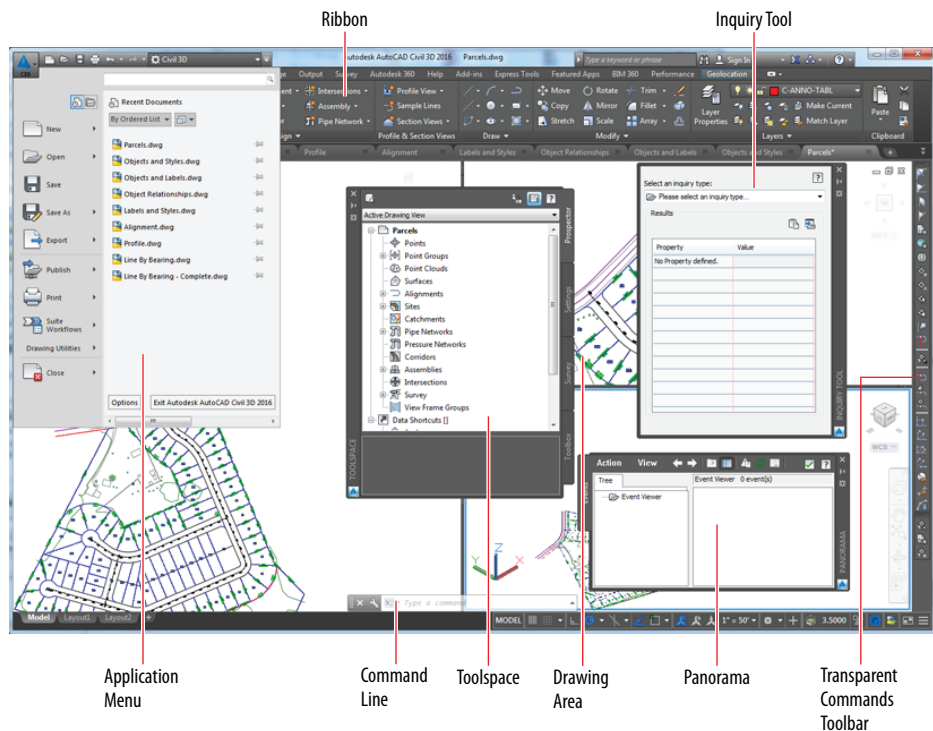 Ribbon
Inquiry Tool
Civil 3D
Autodesk AutoCAD Civil 3D 2016 Parcels.dwg
Type a keyword or phrase
Sign In
C3D
Output Survey Autodesk 360 Help Add-ins Express Tools Featured Apps BIM 360 Performance Geolocation
Intersections
Assembly
Pipe Network
Profile View
Sample Lines
Section Views
Profile & Section Views
Draw
Move Rotate Trim
Copy Mirror Fillet
Stretch Scale Array
Modify
Layer Properties
C-ANNO-TABL
Make Current
Match Layer
Layers
Paste
Clipboard
Profile
Alignment
Labels and Styles
Object Relationships
Objects and Labels
Objects and Styles
Parcels*
Recent Documents
By Ordered List
New
Open
Save
Save As
Export
Publish
Print
Suite
Workflows
Drawing Utilities
Close
Parcels.dwg
Objects and Styles.dwg
Objects and Labels.dwg
Object Relationships.dwg
Labels and Styles.dwg
Alignment.dwg
Profile.dwg
Line By Bearing.dwg
Line By Bearing - Complete.dwg
Options
Exit Autodesk AutoCAD Civil 3D 2016
Active Drawing View
Parcels
Points
Point Groups
Point Clouds
Surfaces
Alignments
Sites
Catchments
Pipe Networks
Pressure Networks
Corridors
Assemblies
Intersections
Survey
View Frame Groups
Data Shortcuts []
Prospector
Settings
Survey
Toolbox
TOOLSPACE
Select an inquiry type:
Please select an inquiry type...
Results
Property Value
No Property defined.
INQUIRY TOOL
WCS
Action View
Tree
Event Viewer 0 event(s)
Event Viewer
PANORAMA
Z
Y
X
Type a command
Model Layout1 Layout2 +
MODEL
1" = 50'
3.5000
Application
Menu
Command
Line
Toolspace
Drawing
Area
Panorama
Transparent
Commands
Toolbar